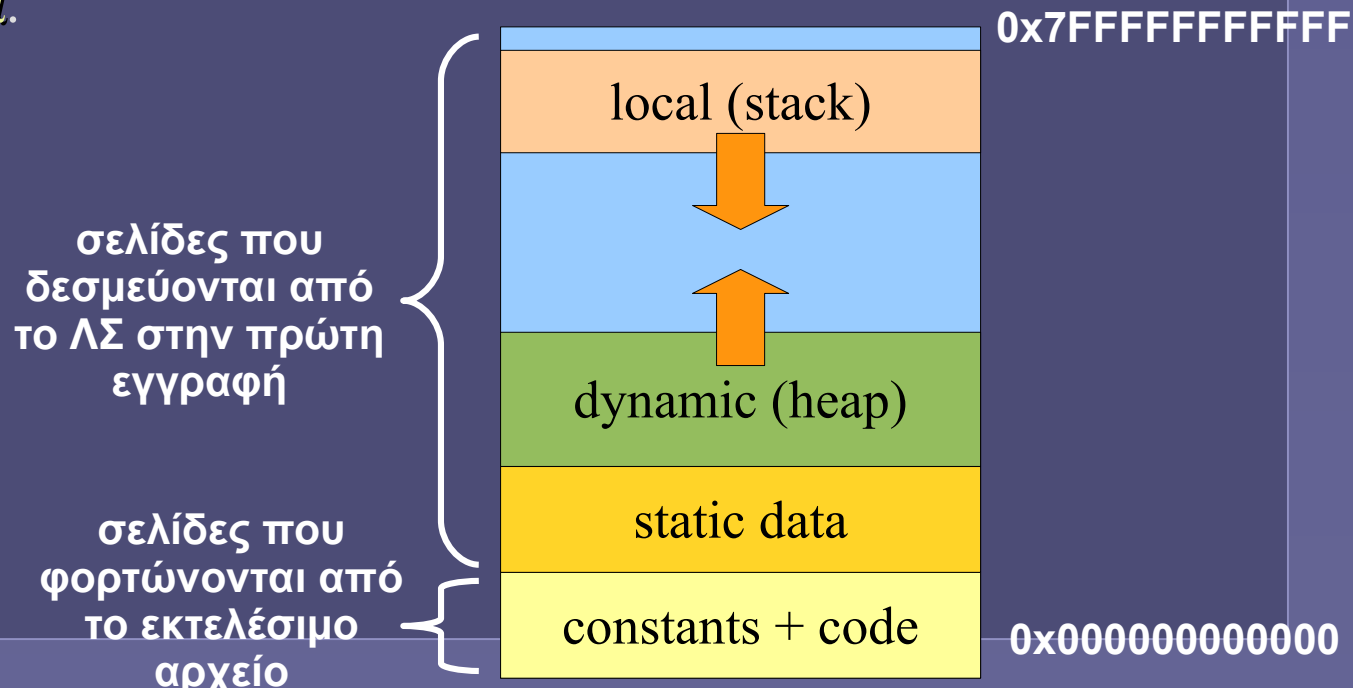 0x7FFFFFFFFFFF
local (stack)
σελίδες που
δεσμεύονται από
το ΛΣ στην πρώτη
εγγραφή
dynamic (heap)
static data
σελίδες που
φορτώνονται από
το εκτελέσιμο
αρχείο
constants + code
0x000000000000